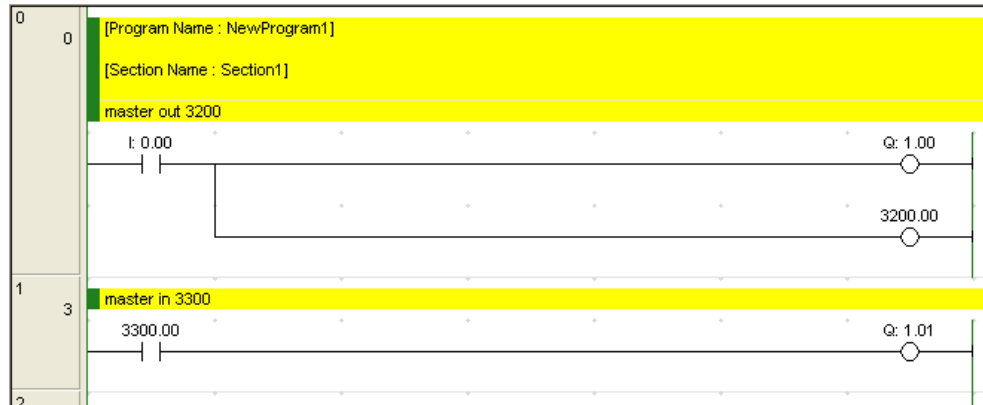 0
0
[Program Name : NewProgram1]
[Section Name : Section1]
master out 3200
I: 0.00
Q: 1.00
3200.00
1
3
master in 3300
3300.00
Q: 1.01
2